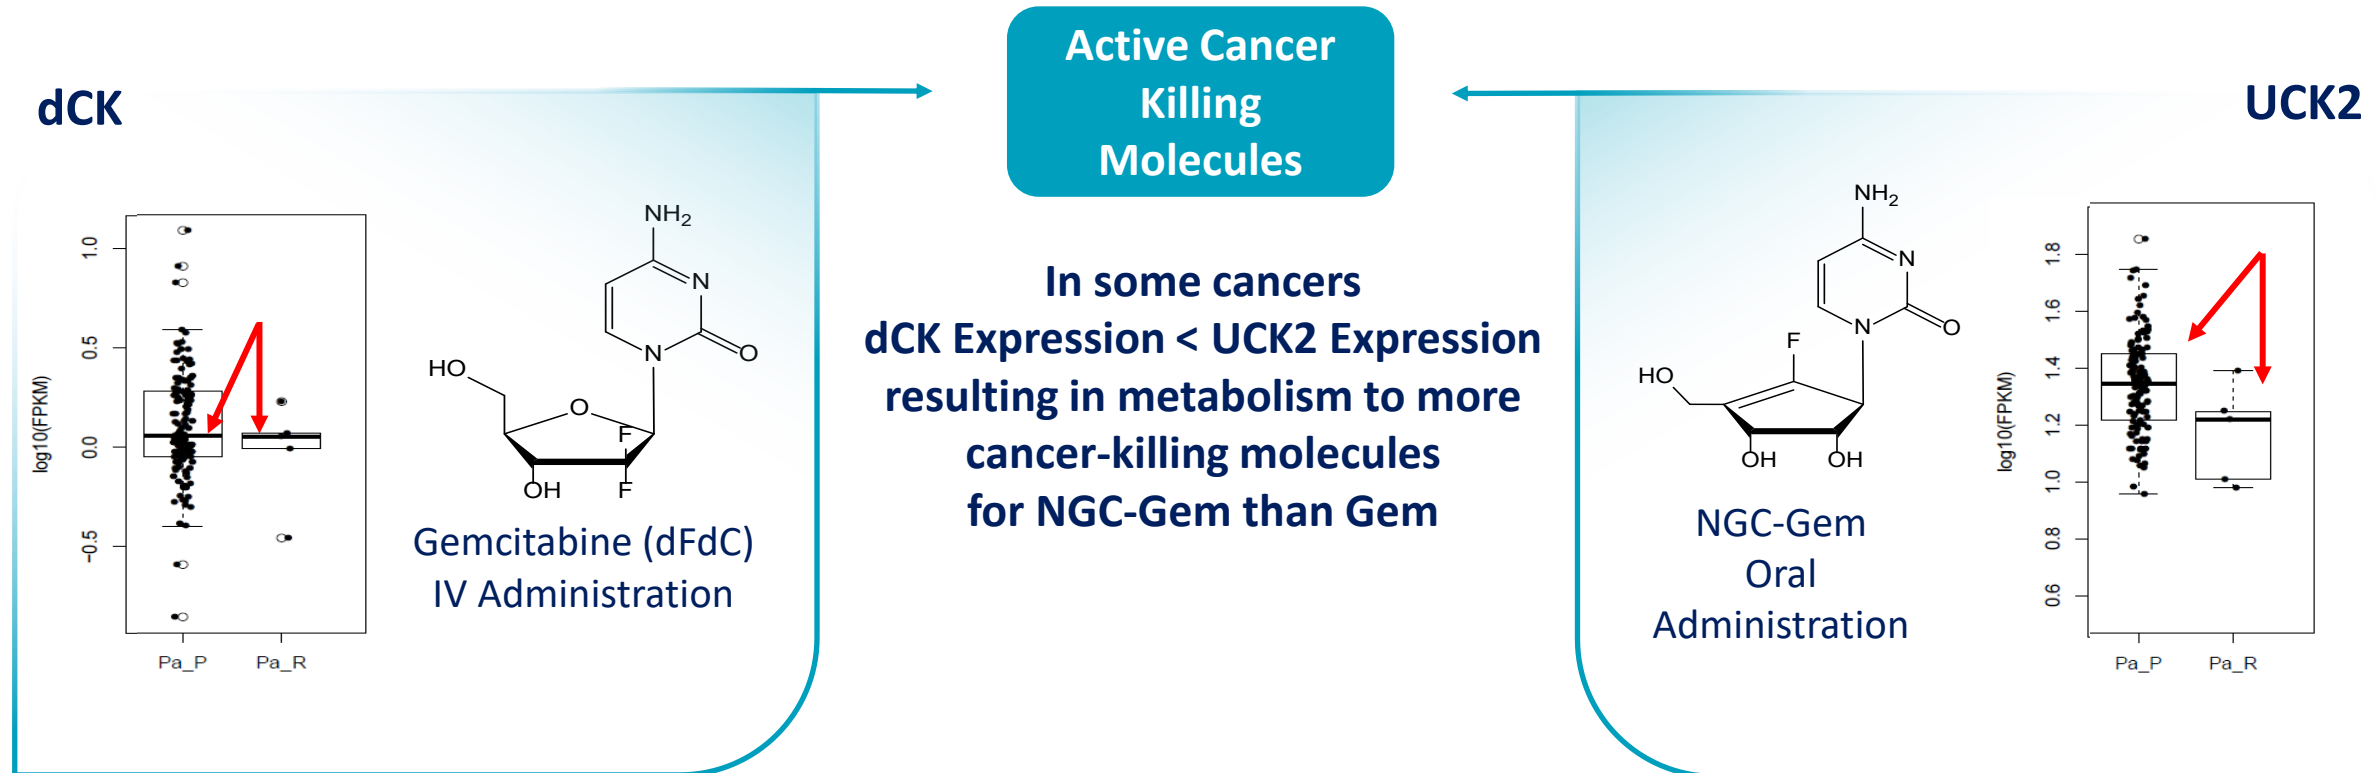 Active Cancer
Killing
Molecules
dCK
UCK2
log10(FPKM)
1.0
0.5
0.0
−0.5
Pa_P Pa_R
NH2
N
N
O
HO
O
F
F
OH
Gemcitabine (dFdC)
IV Administration
In some cancers
dCK Expression < UCK2 Expression
resulting in metabolism to more
cancer-killing molecules
for NGC-Gem than Gem
NH2
N
N
O
F
HO
OH OH
NGC-Gem
Oral
Administration
log10(FPKM)
1.8
1.6
1.4
1.2
1.0
0.8
0.6
Pa_P Pa_R